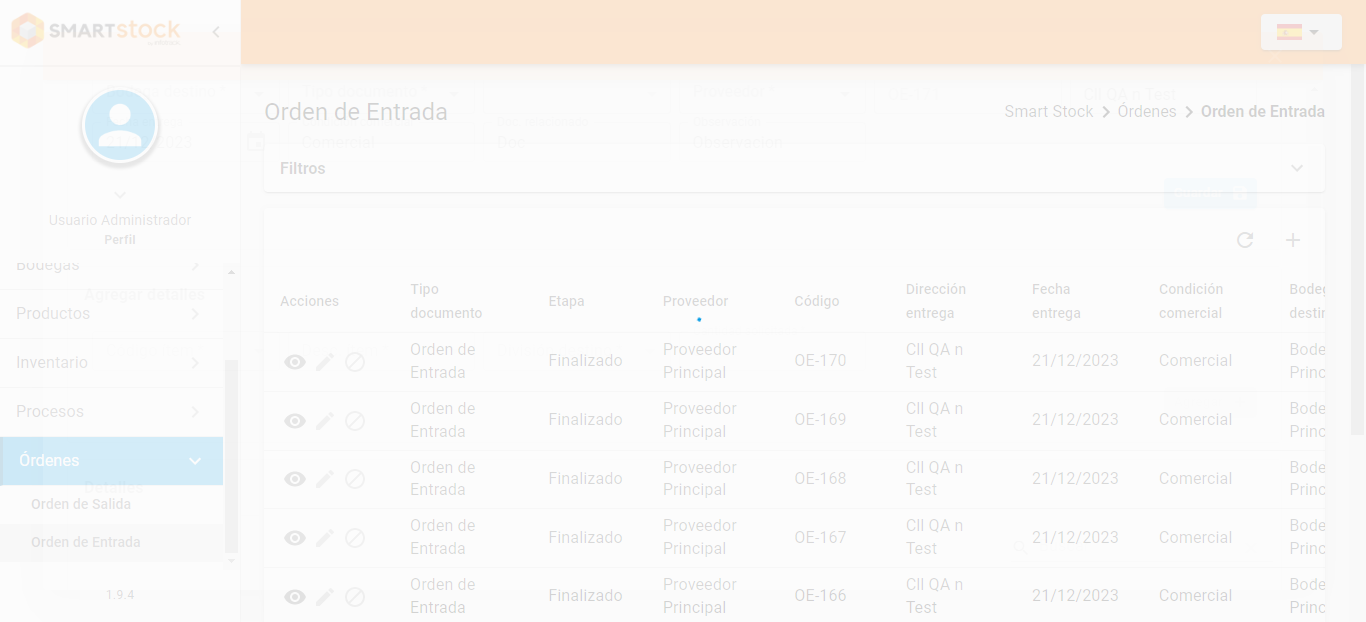 SMARTstock
Orden de Entrada
Smart Stock > Órdenes > Orden de Entrada
Filtros
Usuario Administrador
Perfil
Bodegas
Productos
Inventario
Procesos
Órdenes
Orden de Salida
Orden de Entrada
1.9.4
Agregar detalles
Detalles
Acciones
Tipo documento
Etapa
Proveedor
Código
Dirección entrega
Fecha entrega
Condición comercial
Bode
destin
Orden de Entrada Finalizado Proveedor Principal OE-170 Cll QA n Test 21/12/2023 Comercial Bode Princ
Orden de Entrada Finalizado Proveedor Principal OE-169 Cll QA n Test 21/12/2023 Comercial Bode Princ
Orden de Entrada Finalizado Proveedor Principal OE-168 Cll QA n Test 21/12/2023 Comercial Bode Princ
Orden de Entrada Finalizado Proveedor Principal OE-167 Cll QA n Test 21/12/2023 Comercial Bode Princ
Orden de Entrada Finalizado Proveedor Principal OE-166 Cll QA n Test 21/12/2023 Comercial Bode Princ